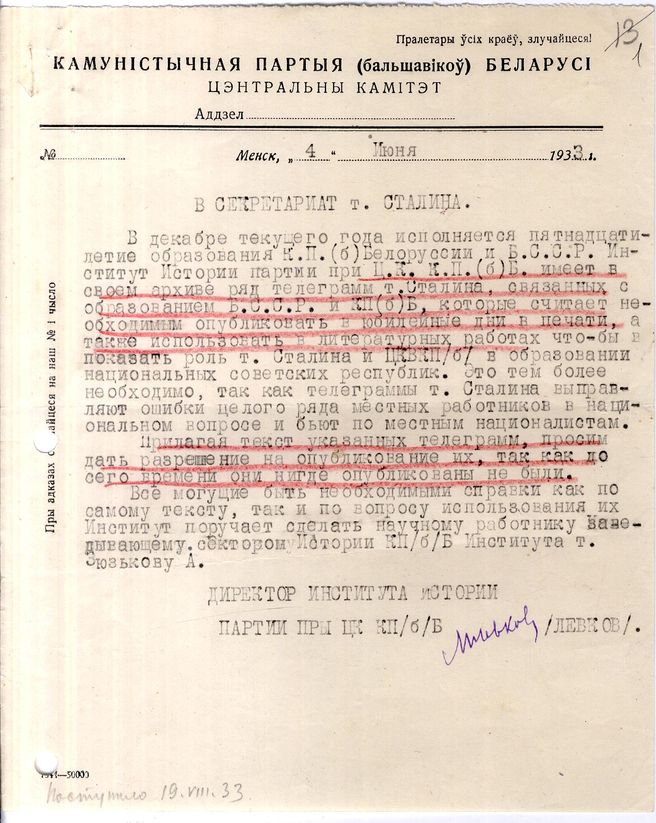 Пралетары ўсіх краёў, злучайцеся!
13
1
КАМУНІСТЫЧНАЯ ПАРТЫЯ (бальшавікоў) БЕЛАРУСІ
ЦЭНТРАЛЬНЫ КАМІТЭТ
Аддзел
№ Менск, „ 4 “ Июня 1933 г.
В СЕКРЕТАРИАТ т. СТАЛИНА.
В декабре текущего года исполняется пятнадцати-
летие образования К.П.(б)Белоруссии и Б.С.С.Р. Ин-
ститут Истории партии при Ц.К. К.П.(б)Б. имеет в
своем архиве ряд телеграмм т.Сталина, связанных с
образованием Б.С.С.Р. и КП(б)Б, которые считает не-
обходимым опубликовать в юбилейные дни в печати, а
также использовать в литературных работах что-бы
показать роль т. Сталина и ЦКВКП/б/ в образовании
национальных советских республик. Это тем более
необходимо, так как телеграммы т. Сталина выправ-
ляют ошибки целого ряда местных работников в наци-
ональном вопросе и бьют по местным националистам.
Прилагая текст указанных телеграмм, просим
дать разрешение на опубликование их, так как до
сего времени они нигде опубликованы не были.
Все могущие быть необходимыми справки как по
самому тексту, так и по вопросу использования их
Институт поручает сделать научному работнику Заве-
дывающему.сектором Истории КП/б/Б Института т.
Зюзькову А.
ДИРЕКТОР ИНСТИТУТА ИСТОРИИ
ПАРТИИ ПРЫ ЦК КП/б/Б /ЛЕВКОВ/.
Пры адказах наш № і чысло
Поступило 19.VIII.33